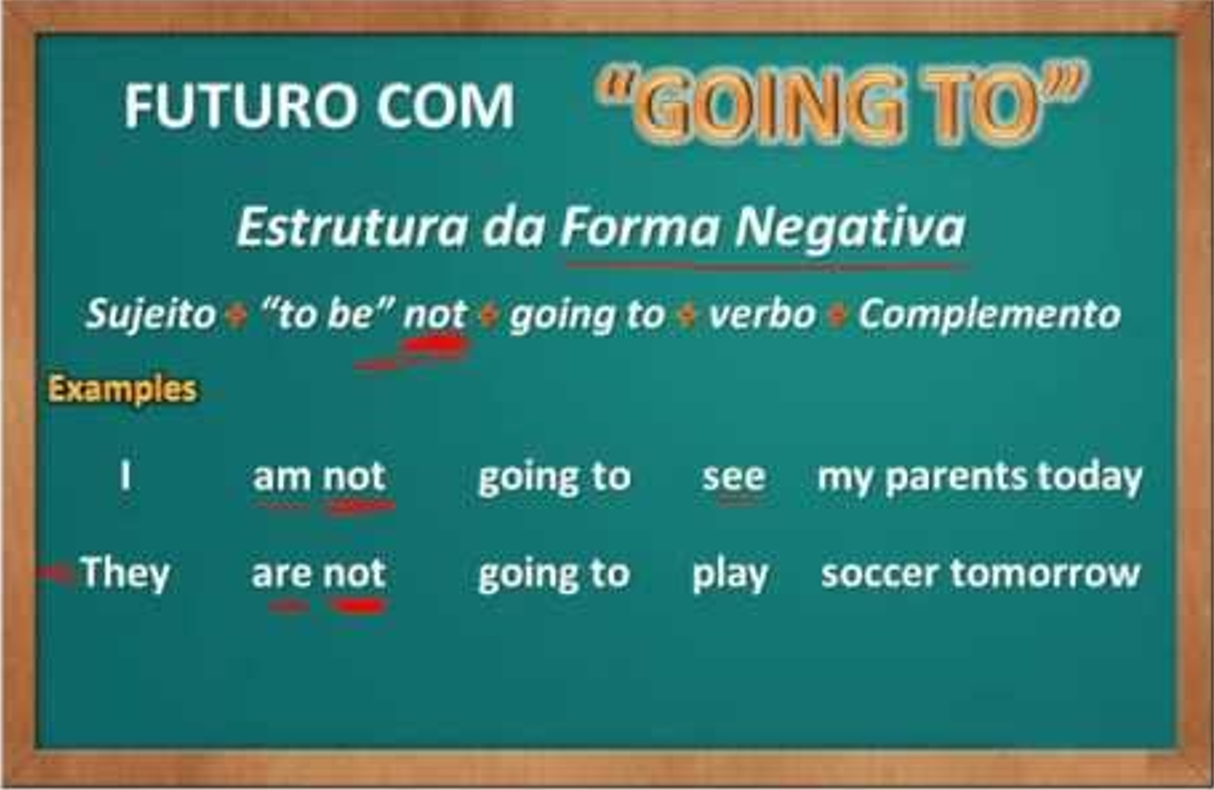 FUTURO COM "GOING TO"
Estrutura da Forma Negativa
Sujeito + "to be" not + going to + verbo + Complemento
Examples
I am not going to see my parents today
They are not going to play soccer tomorrow